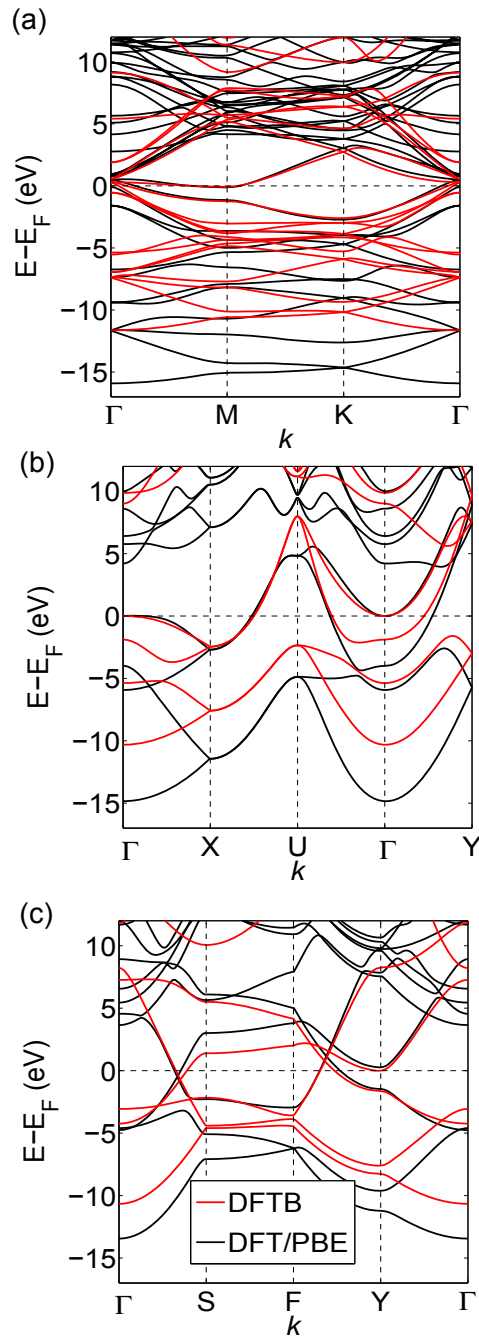 (a)
10
5
0
−5
−10
−15
E−E_F (eV)
Γ M K Γ
k
(b)
10
5
0
−5
−10
−15
E−E_F (eV)
Γ X U Γ Y
k
(c)
10
5
0
−5
−10
−15
E−E_F (eV)
DFTB
DFT/PBE
Γ S F Y Γ
k